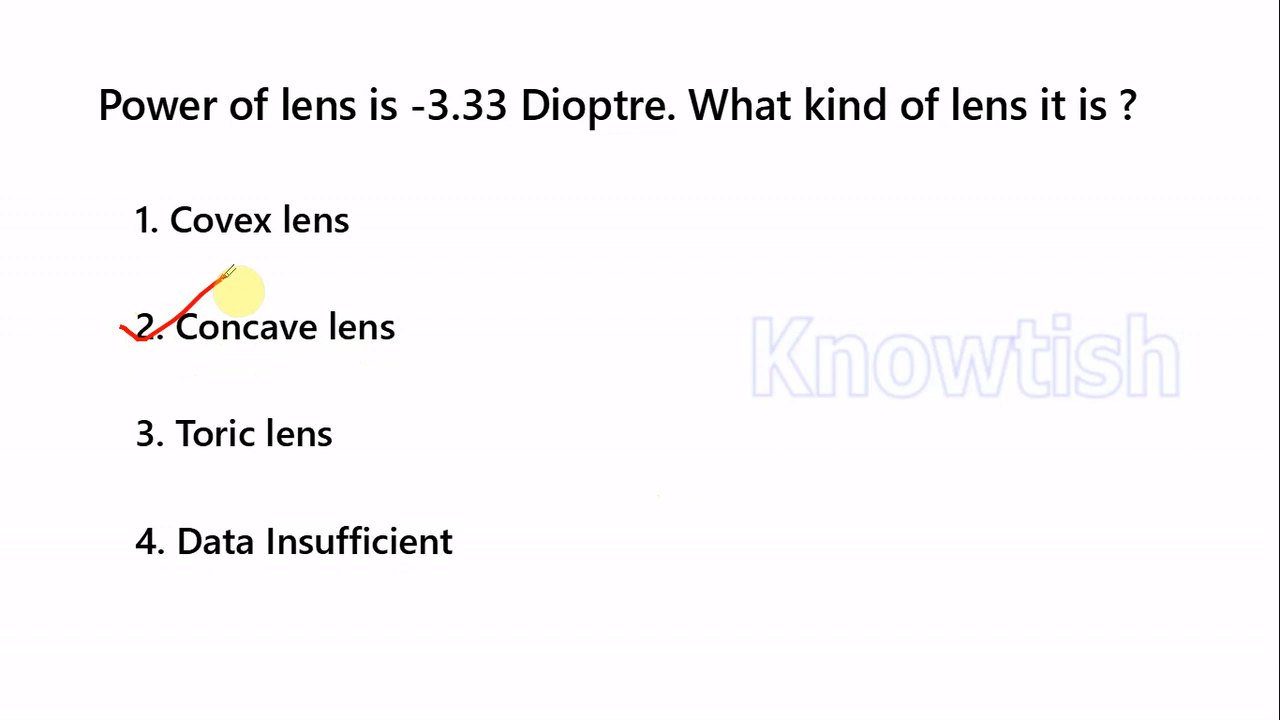 Power of lens is -3.33 Dioptre. What kind of lens it is ?
1. Covex lens
2. Concave lens
Knowtish
3. Toric lens
4. Data Insufficient